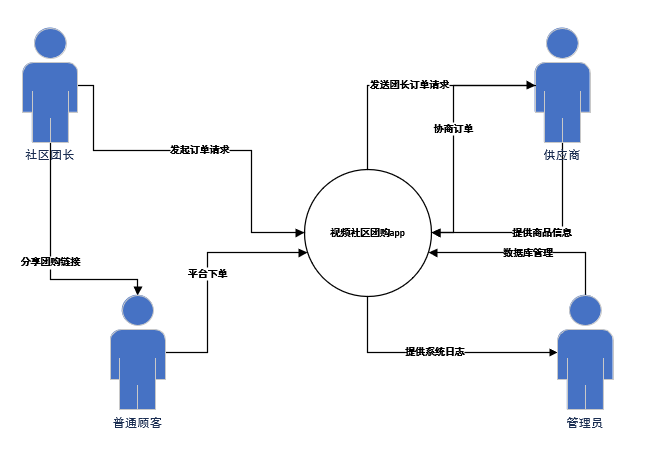 发送团长订单请求
协商订单
社区团长
供应商
发起订单请求
视频社区团购app
提供商品信息
数据库管理
分享团购链接
平台下单
提供系统日志
普通顾客
管理员